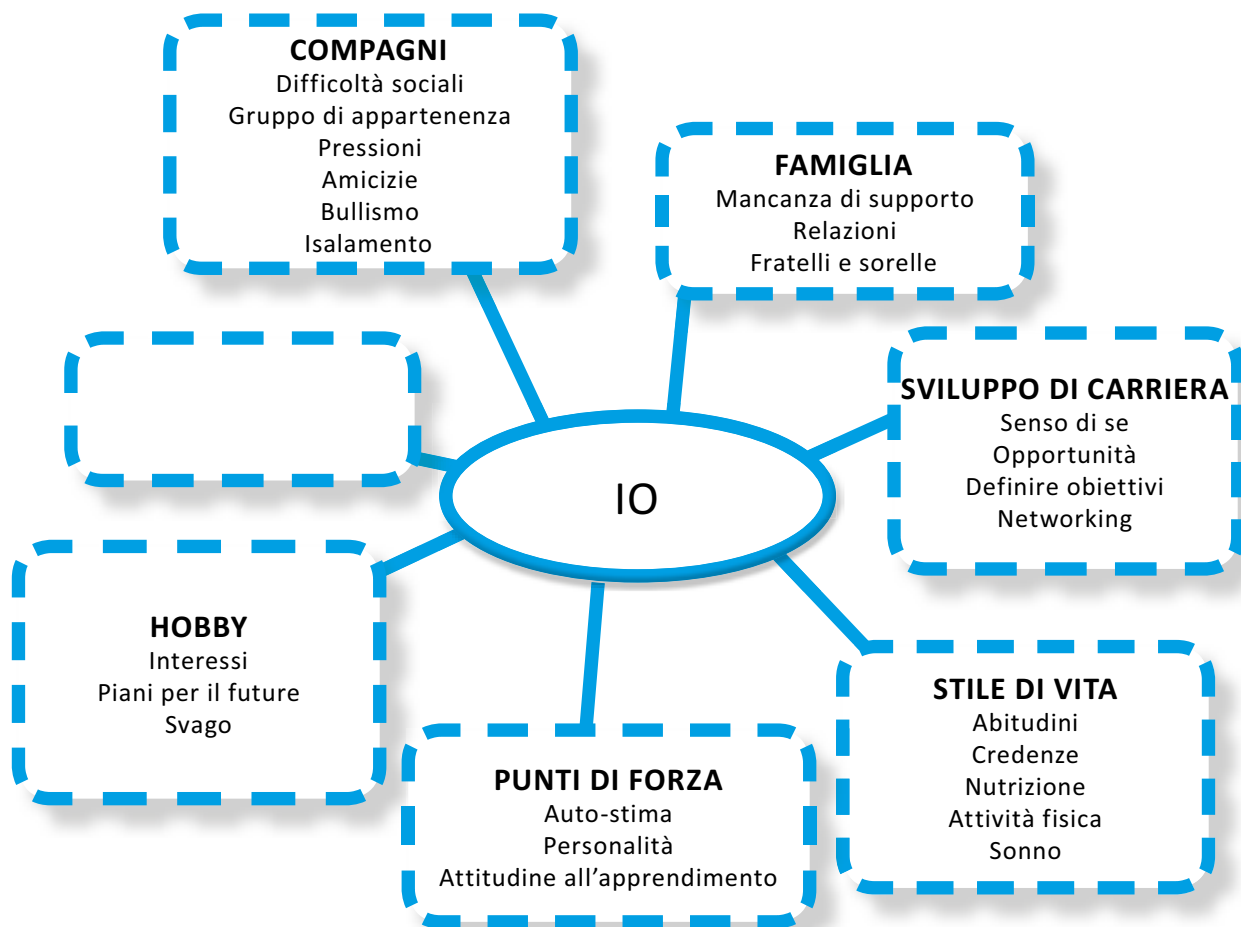 COMPAGNI
Difficoltà sociali
Gruppo di appartenenza
Pressioni
Amicizie
Bullismo
Isalamento
FAMIGLIA
Mancanza di supporto
Relazioni
Fratelli e sorelle
SVILUPPO DI CARRIERA
Senso di se
Opportunità
Definire obiettivi
Networking
IO
HOBBY
Interessi
Piani per il future
Svago
PUNTI DI FORZA
Auto-stima
Personalità
Attitudine all’apprendimento
STILE DI VITA
Abitudini
Credenze
Nutrizione
Attività fisica
Sonno